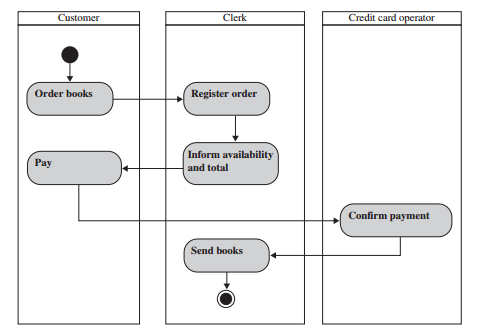 Customer
Clerk
Credit card operator
Order books
Register order
Inform availability
and total
Pay
Confirm payment
Send books